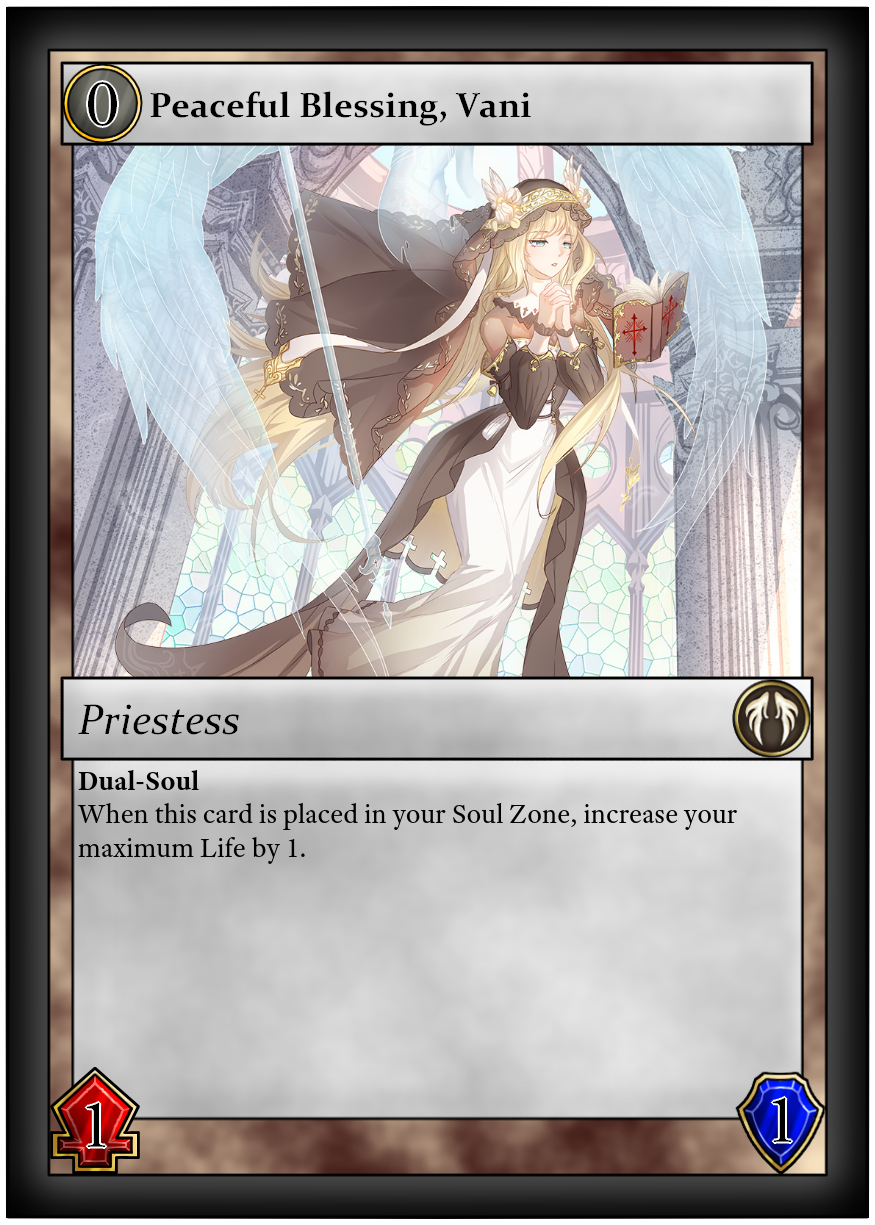 0 Peaceful Blessing, Vani
Priestess
Dual-Soul
When this card is placed in your Soul Zone, increase your
maximum Life by 1.
1 1